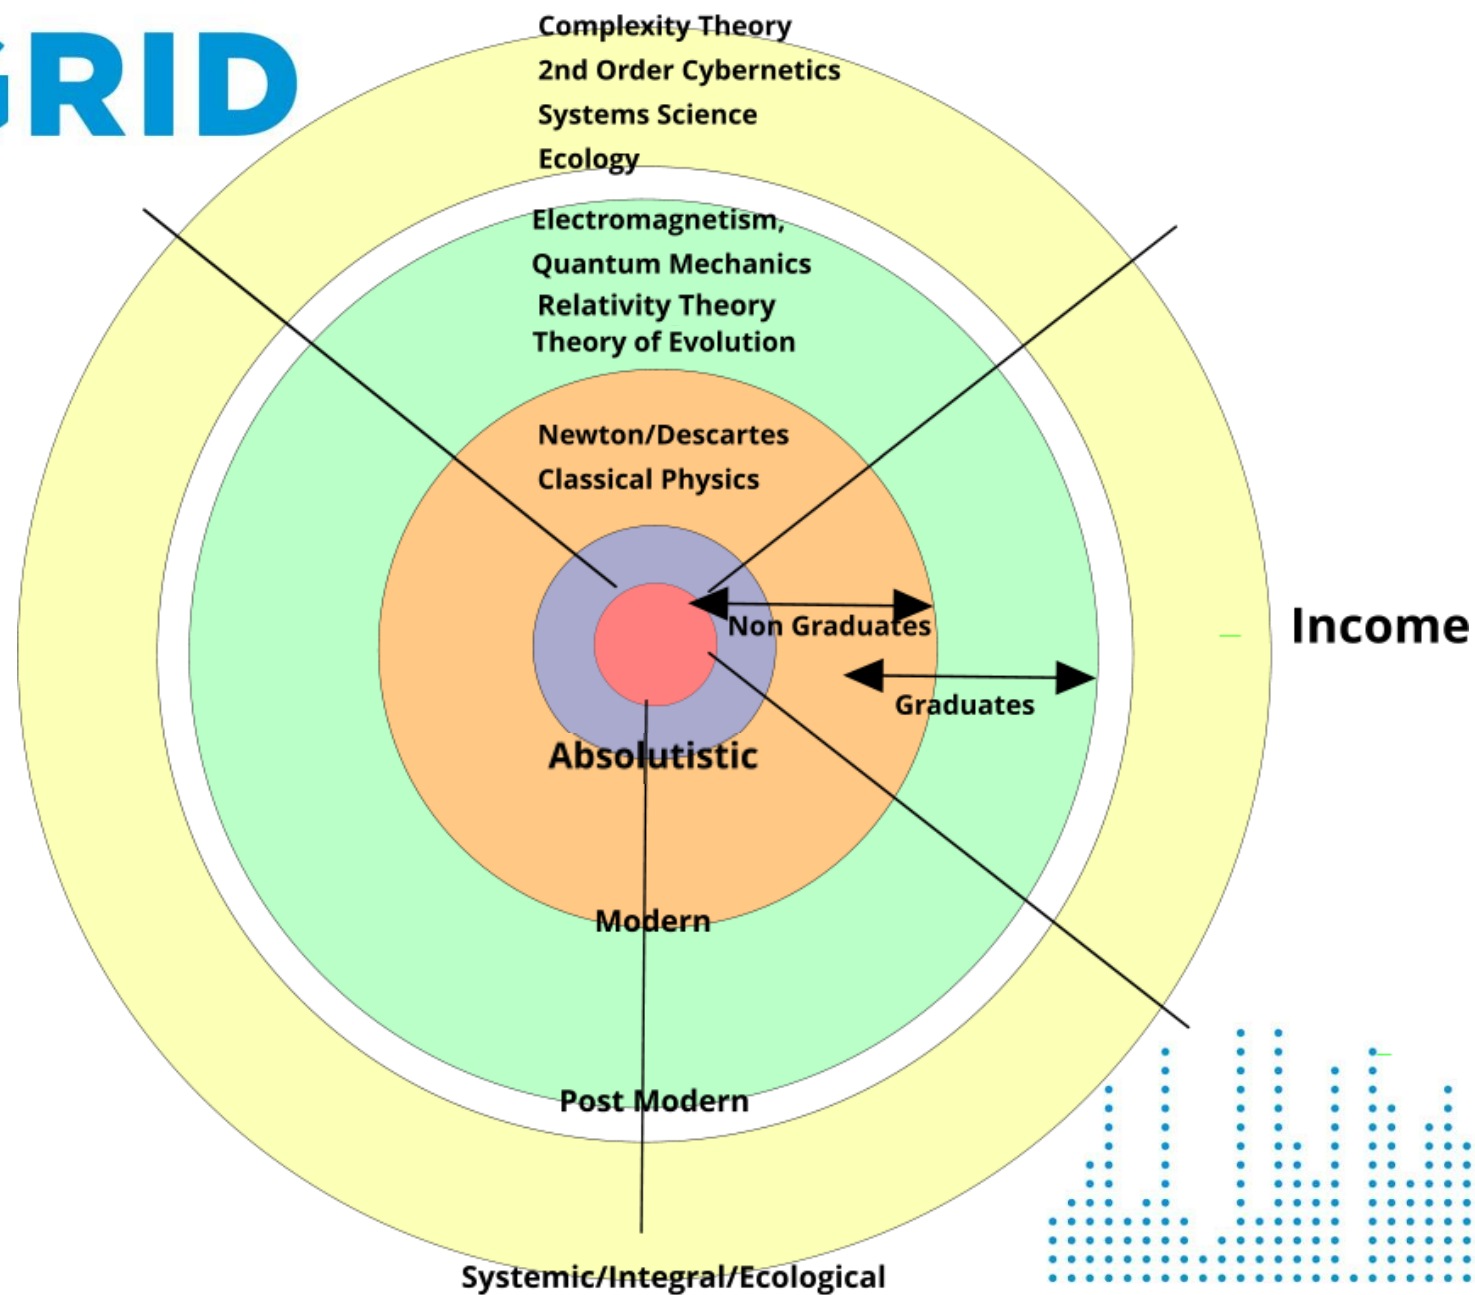 GRID
Complexity Theory
2nd Order Cybernetics
Systems Science
Ecology
Electromagnetism,
Quantum Mechanics
Relativity Theory
Theory of Evolution
Newton/Descartes
Classical Physics
Non Graduates
Income
Graduates
Absolutistic
Modern
Post Modern
Systemic/Integral/Ecological